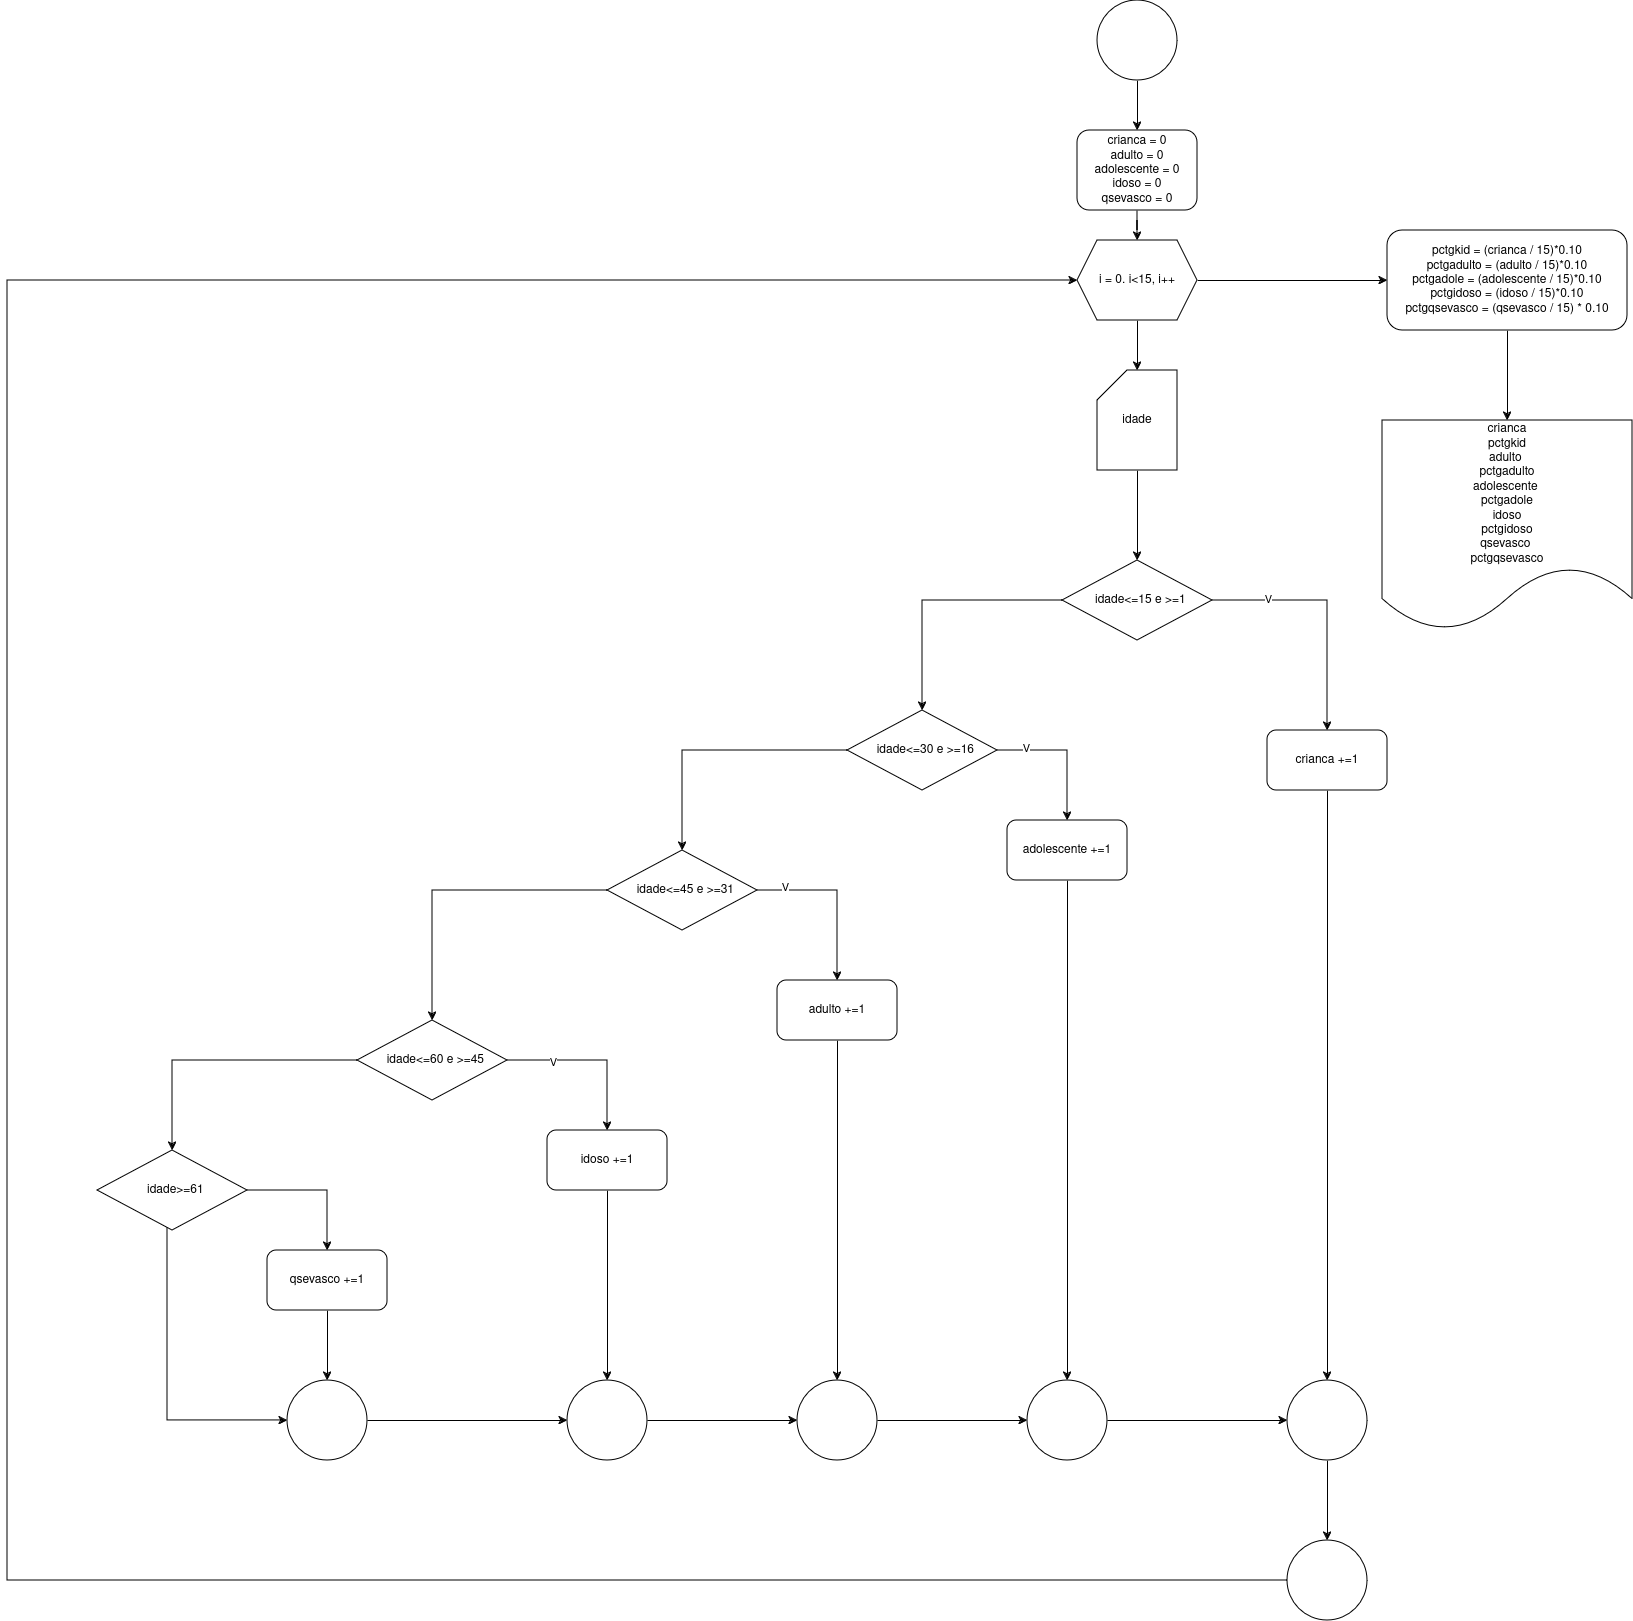 crianca = 0
adulto = 0
adolescente = 0
idoso = 0
qsevasco = 0
i = 0. i<15, i++
pctgkid = (crianca / 15)*0.10
pctgadulto = (adulto / 15)*0.10
pctgadole = (adolescente / 15)*0.10
pctgidoso = (idoso / 15)*0.10
pctgqsevasco = (qsevasco / 15) * 0.10
idade
crianca
pctgkid
adulto
pctgadulto
adolescente
pctgadole
idoso
pctgidoso
qsevasco
pctgqsevasco
idade<=15 e >=1
V
idade<=30 e >=16
V
crianca +=1
adolescente +=1
idade<=45 e >=31
V
adulto +=1
idade<=60 e >=45
V
idoso +=1
idade>=61
qsevasco +=1